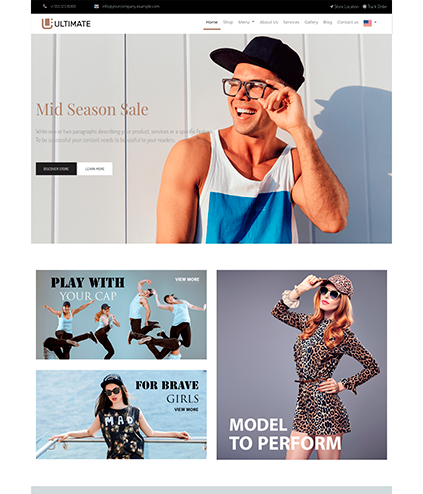 +1 555 123 8069 info@yourcompany.example.com Store Location Track Order
ULTIMATE Home Shop Menu About Us Services Gallery Blog Contact us
Mid Season Sale
Write one or two paragraphs describing your product, services or a specific feature.
To be successful your content needs to be useful to your readers.
DISCOVER STORE LEARN MORE
PLAY WITH
YOUR CAP
VIEW MORE
FOR BRAVE
GIRLS
VIEW MORE
MAD
MODEL
TO PERFORM